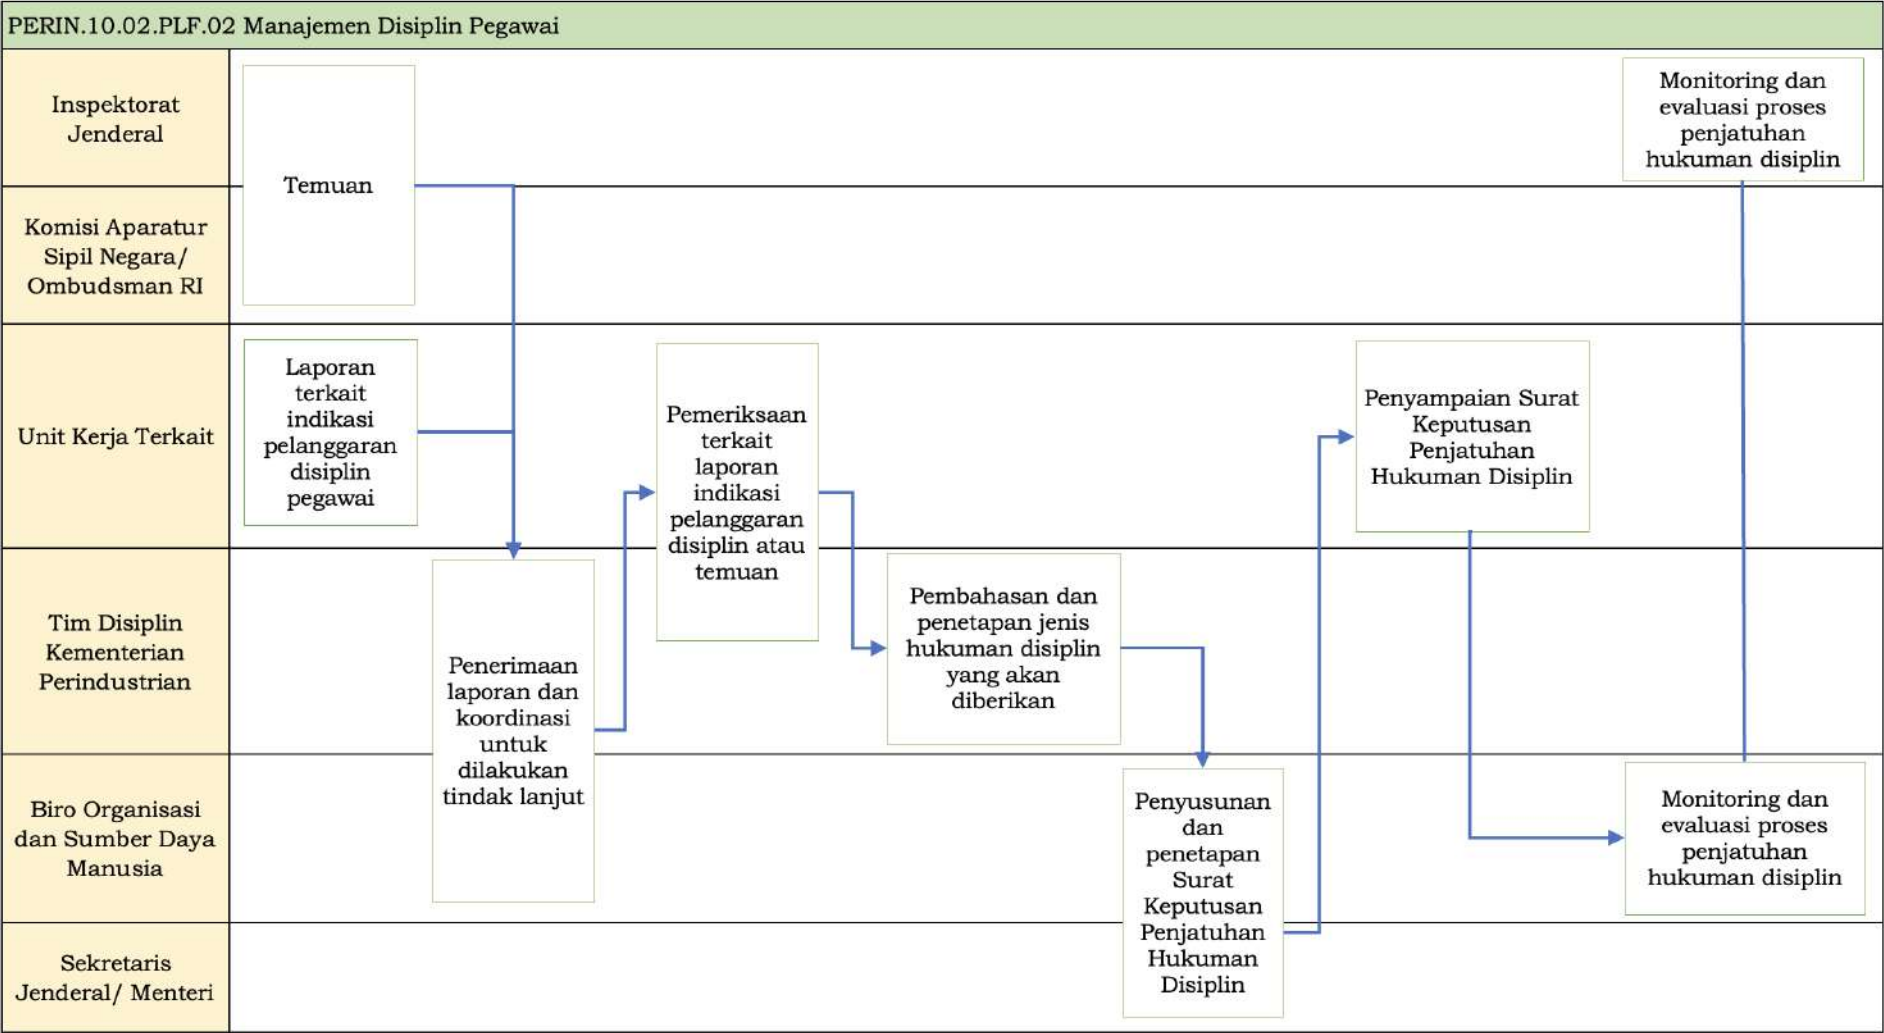 PERIN.10.02.PLF.02 Manajemen Disiplin Pegawai
Inspektorat
Jenderal
Temuan
Monitoring dan
evaluasi proses
penjatuhan
hukuman disiplin
Komisi Aparatur
Sipil Negara/
Ombudsman RI
Unit Kerja Terkait
Laporan
terkait
indikasi
pelanggaran
disiplin
pegawai
Pemeriksaan
terkait
laporan
indikasi
pelanggaran
disiplin atau
temuan
Penyampaian Surat
Keputusan
Penjatuhan
Hukuman Disiplin
Tim Disiplin
Kementerian
Perindustrian
Penerimaan
laporan dan
koordinasi
untuk
dilakukan
tindak lanjut
Pembahasan dan
penetapan jenis
hukuman disiplin
yang akan
diberikan
Biro Organisasi
dan Sumber Daya
Manusia
Penyusunan
dan
penetapan
Surat
Keputusan
Penjatuhan
Hukuman
Disiplin
Monitoring dan
evaluasi proses
penjatuhan
hukuman disiplin
Sekretaris
Jenderal/ Menteri